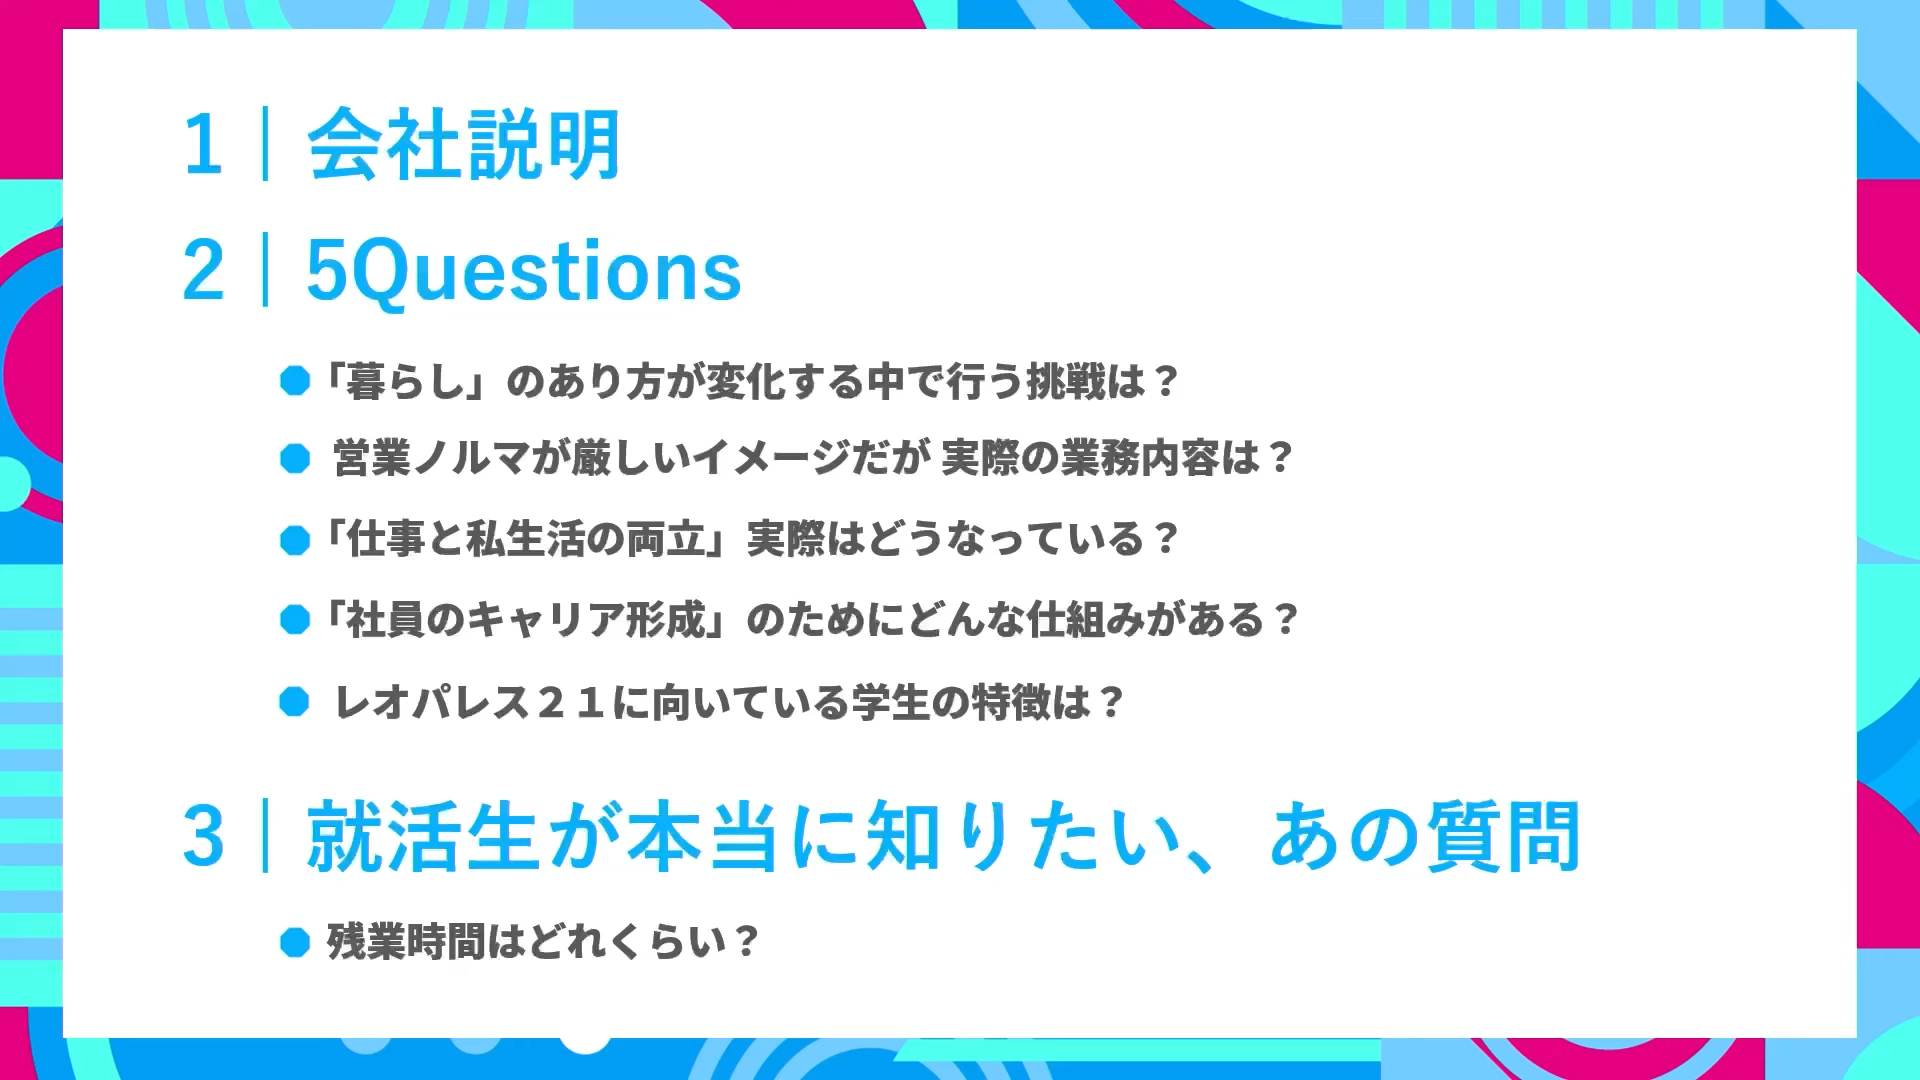 1｜会社説明
2｜5Questions
「暮らし」のあり方が変化する中で行う挑戦は？
営業ノルマが厳しいイメージだが 実際の業務内容は？
「仕事と私生活の両立」実際はどうなっている？
「社員のキャリア形成」のためにどんな仕組みがある？
レオパレス２１に向いている学生の特徴は？
3｜就活生が本当に知りたい、あの質問
残業時間はどれくらい？